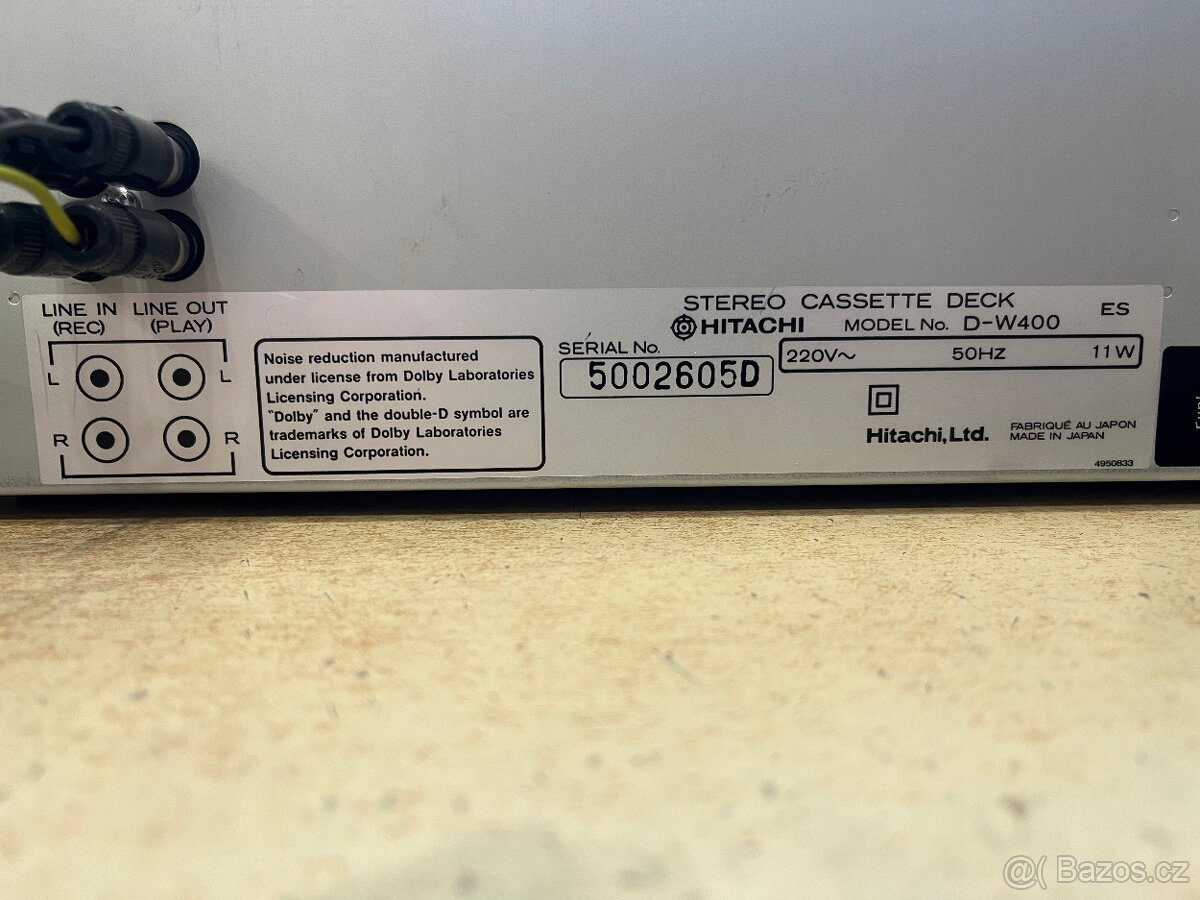 LINE IN LINE OUT
(REC) (PLAY)
L L
R R
Noise reduction manufactured
under license from Dolby Laboratories
Licensing Corporation.
"Dolby" and the double-D symbol are
trademarks of Dolby Laboratories
Licensing Corporation.
SERIAL No.
5002605D
STEREO CASSETTE DECK
HITACHI MODEL No. D-W400 ES
220V~ 50HZ 11W
Hitachi, Ltd.
FABRIQUÉ AU JAPON
MADE IN JAPAN
4950833
@( Bazos.cz